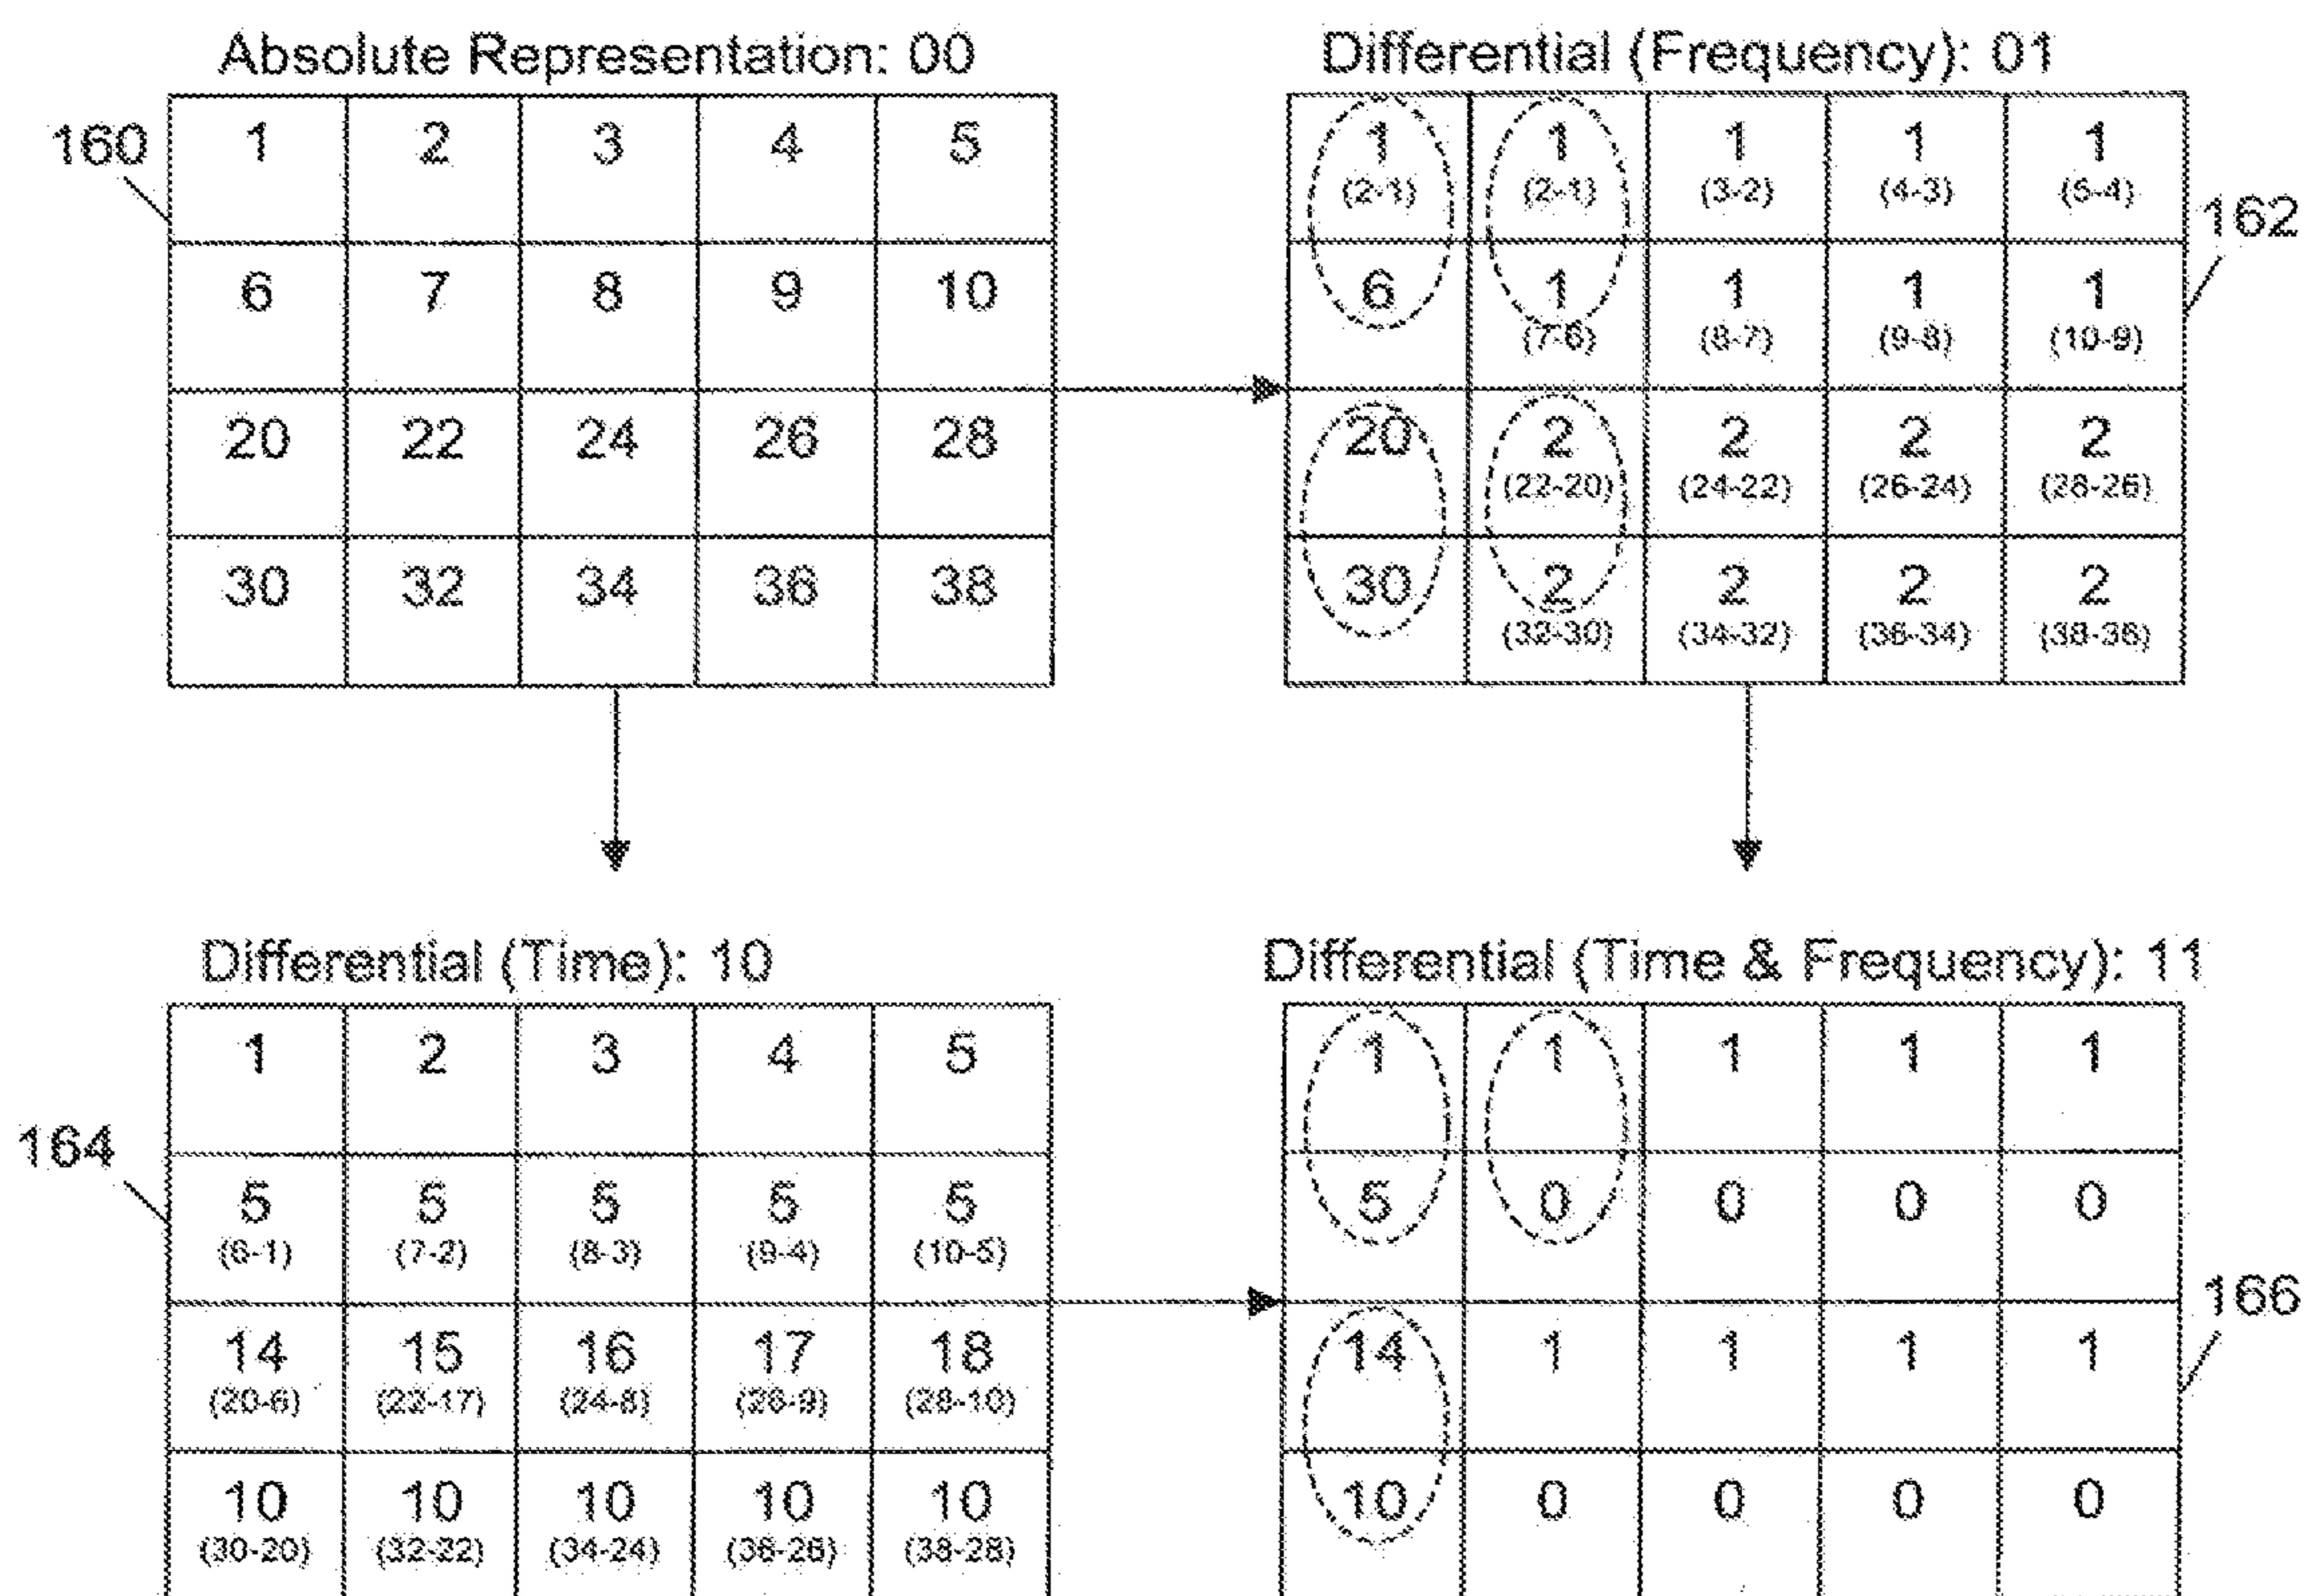 Absolute Representation: 00
160
1 2 3 4 5
6 7 8 9 10
20 22 24 26 28
30 32 34 36 38
Differential (Frequency): 01
162
1 1 1 1 1
(2-1) (2-1) (3-2) (4-3) (5-4)
6 1 1 1 1
(7-6) (8-7) (9-8) (10-9)
20 2 2 2 2
(22-20) (24-22) (26-24) (28-26)
30 2 2 2 2
(32-30) (34-32) (36-34) (38-36)
Differential (Time): 10
164
1 2 3 4 5
5 5 5 5 5
(6-1) (7-2) (8-3) (9-4) (10-5)
14 15 16 17 18
(20-6) (22-17) (24-8) (26-9) (28-10)
10 10 10 10 10
(30-20) (32-22) (34-24) (36-26) (38-28)
Differential (Time & Frequency): 11
166
1 1 1 1 1
5 0 0 0 0
14 1 1 1 1
10 0 0 0 0